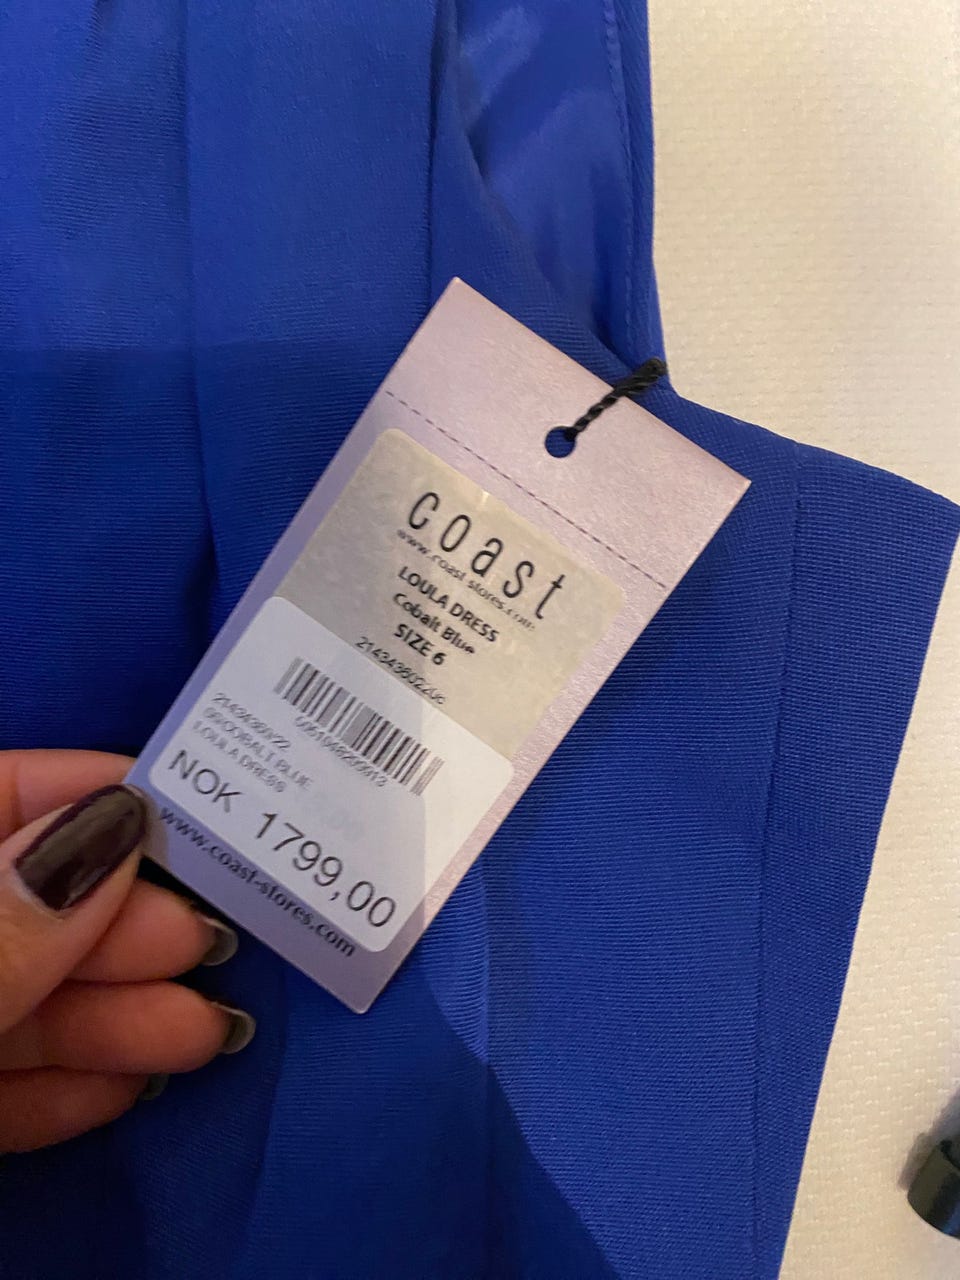 coast
www.coast-stores.com
LOULA DRESS
Cobalt Blue
SIZE 6
2143436022
COBALT BLUE
LOULA DRESS
NOK 1799,00
www.coast-stores.com